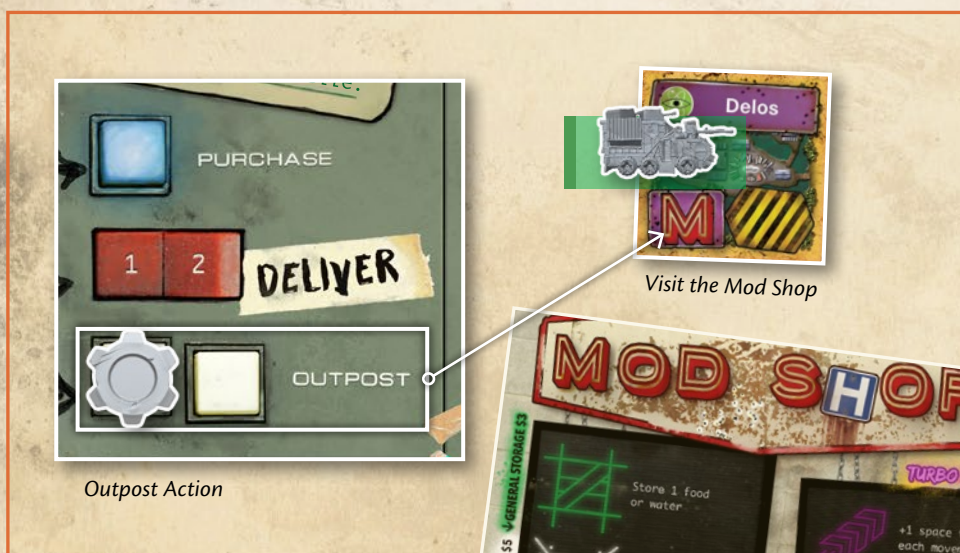 PURCHASE
1 2
DELIVER
OUTPOST
Outpost Action
Delos
M
Visit the Mod Shop
MOD SHOP
$5 GENERAL STORAGE $3
Store 1 food
or water
TURBO
+1 space
each